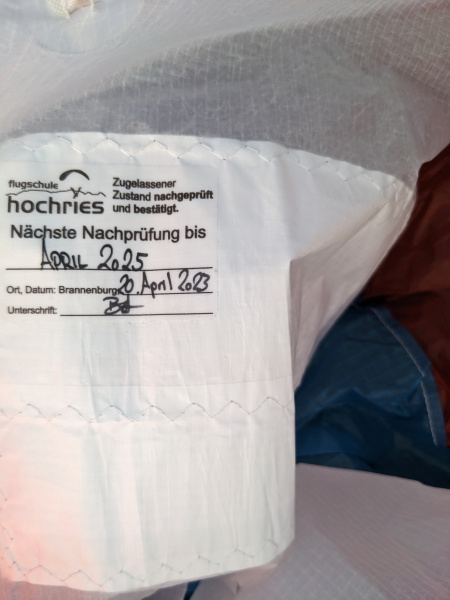 flugschule
hochries
Zugelassener
Zustand nachgeprüft
und bestätigt.
Nächste Nachprüfung bis
APRIL 2025
Ort, Datum: Brannenburg 20. April 2023
Unterschrift: